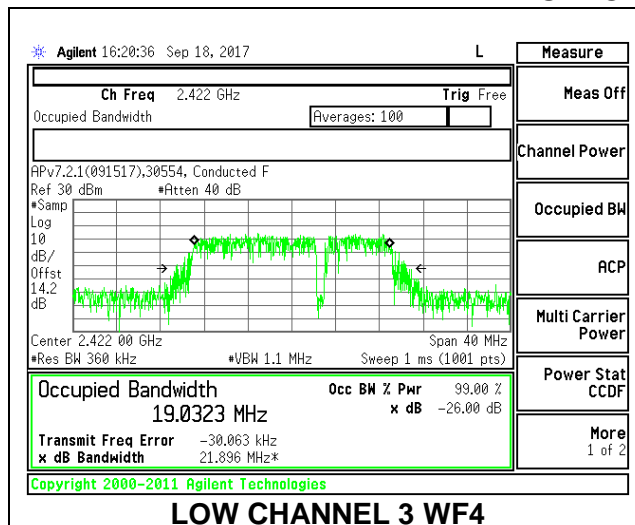 Agilent 16:20:36 Sep 18, 2017 L
Measure
Ch Freq 2.422 GHz Trig Free
Occupied Bandwidth Averages: 100
Meas Off
Channel Power
APv7.2.1(091517),30554, Conducted F
Ref 30 dBm #Atten 40 dB
#Samp
Log
10
dB/
Offst
14.2
dB
Occupied BW
ACP
Multi Carrier
Power
Center 2.422 00 GHz Span 40 MHz
#Res BW 360 kHz #VBW 1.1 MHz Sweep 1 ms (1001 pts)
Power Stat
CCDF
Occupied Bandwidth Occ BW % Pwr 99.00 %
19.0323 MHz x dB -26.00 dB
Transmit Freq Error -30.063 kHz
x dB Bandwidth 21.896 MHz*
More
1 of 2
Copyright 2000-2011 Agilent Technologies
LOW CHANNEL 3 WF4